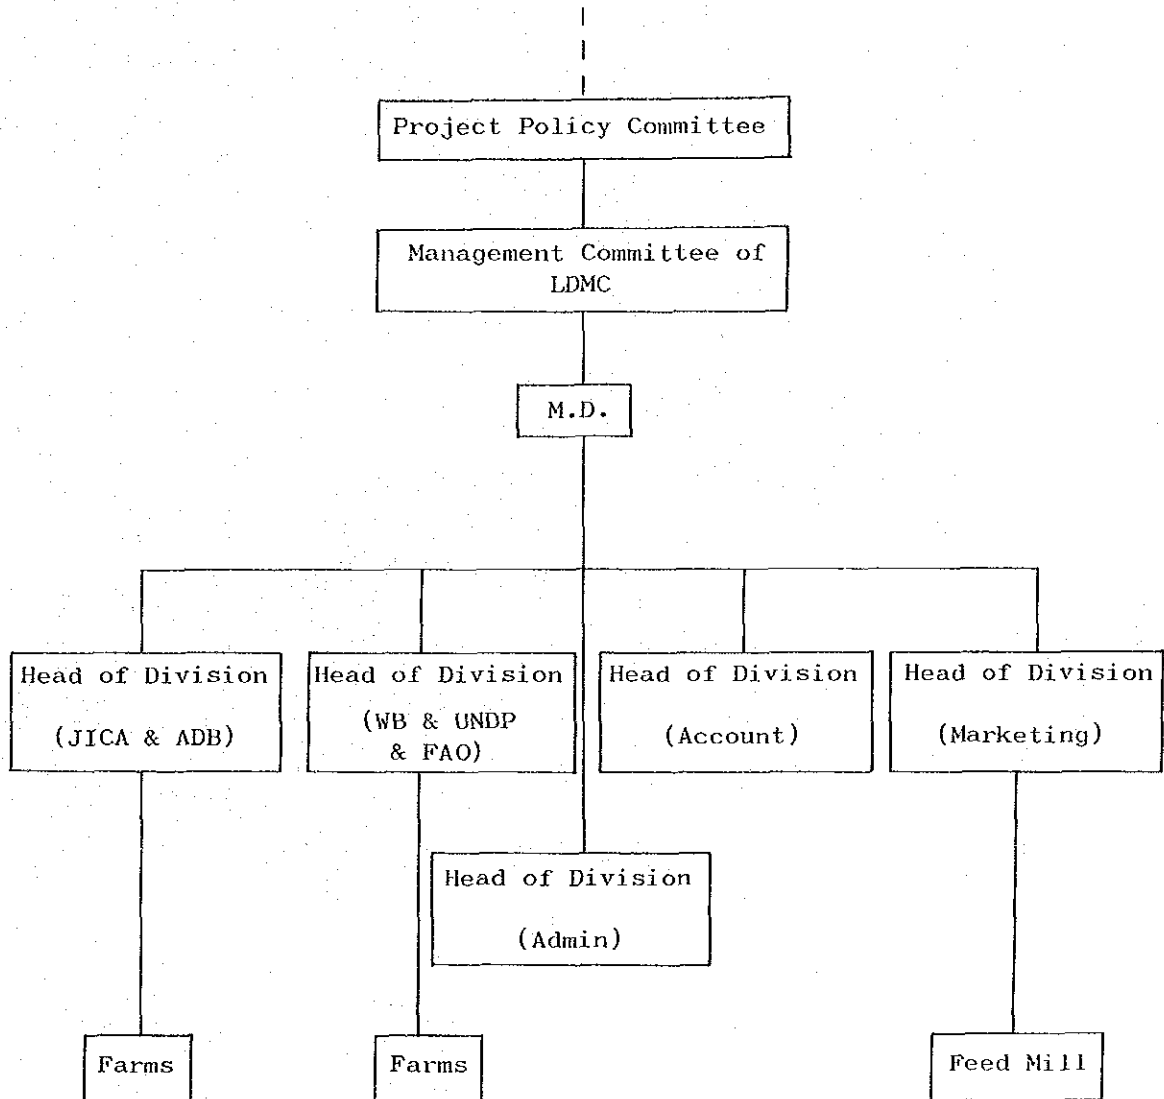 Project Policy Committee
Management Committee of
LDMC
M.D.
Head of Division
(JICA & ADB)
Head of Division
(WB & UNDP
& FAO)
Head of Division
(Account)
Head of Division
(Marketing)
Head of Division
(Admin)
Farms
Farms
Feed Mill